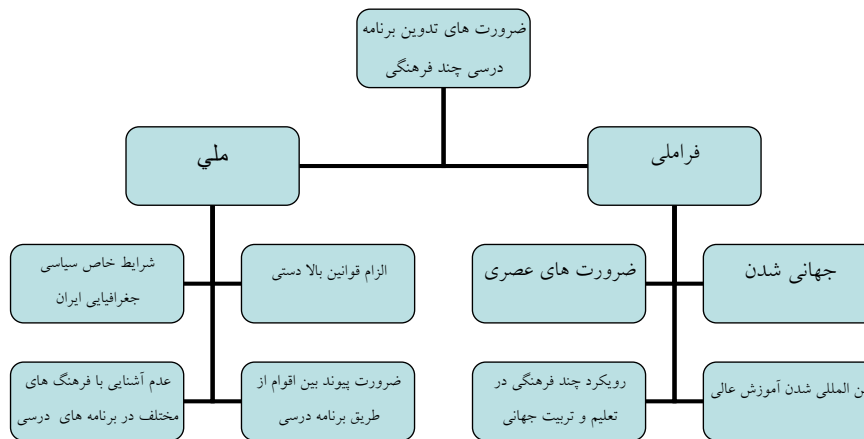 ضرورت های تدوین برنامه
درسی چند فرهنگی
فراملی
ملي
جهانی شدن
ضرورت های عصری
الزام قوانین بالا دستی
شرایط خاص سیاسی
جغرافیایی ایران
المللی شدن آموزش عالی
رویکرد چند فرهنگی در
تعلیم و تربیت جهانی
ضرورت پیوند بین اقوام از
طریق برنامه درسی
عدم آشنایی با فرهنگ های
مختلف در برنامه های درسی